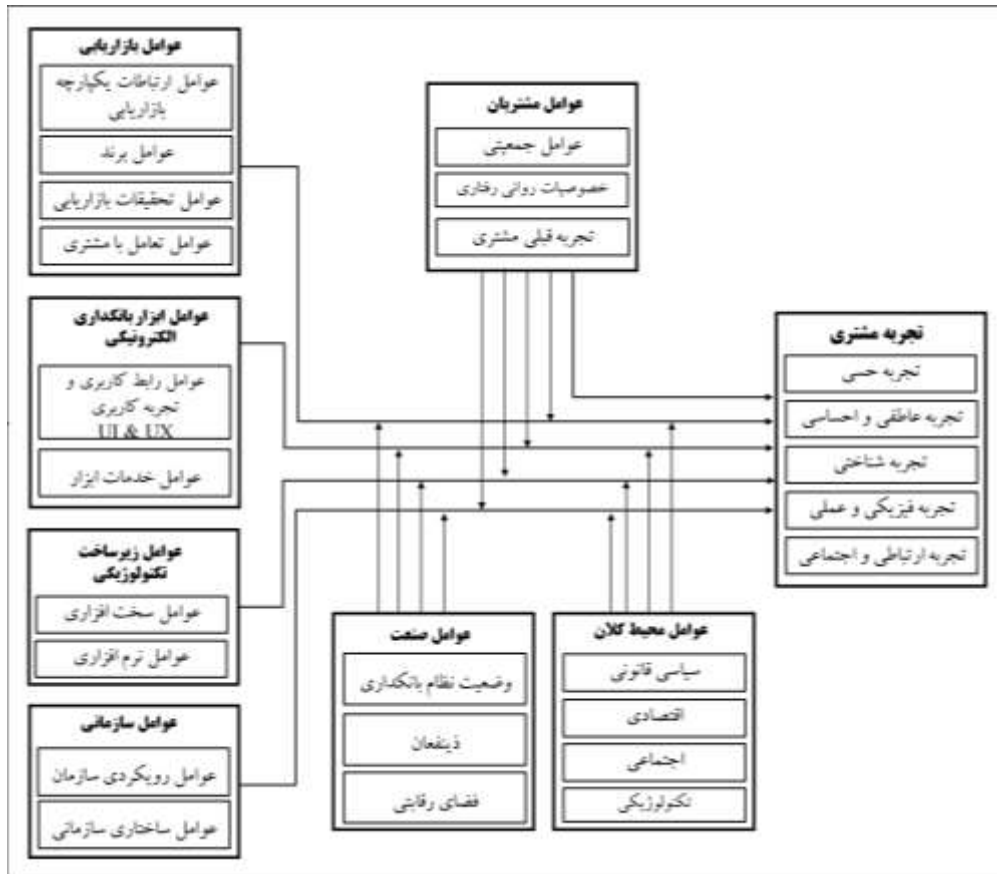 عوامل بازاریابی
عوامل ارتباطات یکپارچه
بازاریابی
عوامل برند
عوامل تحقیقات بازاریابی
عوامل تعامل با مشتری
عوامل ابزار بانکداری
الکترونیکی
عوامل رابط کاربری و
تجربه کاربری
UI & UX
عوامل خدمات ابزار
عوامل زیرساخت
تکنولوژیکی
عوامل سخت افزاری
عوامل نرم افزاری
عوامل سازمانی
عوامل رویکردی سازمان
عوامل ساختاری سازمانی
عوامل مشتریان
عوامل جمعیتی
خصوصیات روانی رفتاری
تجربه قبلی مشتری
عوامل صنعت
وضعیت نظام بانکداری
ذینفعان
فضای رقابتی
عوامل محیط کلان
سیاسی قانونی
اقتصادی
اجتماعی
تکنولوژیکی
تجربه مشتری
تجربه حسی
تجربه عاطفی و احساسی
تجربه شناختی
تجربه فیزیکی و عملی
تجربه ارتباطی و اجتماعی